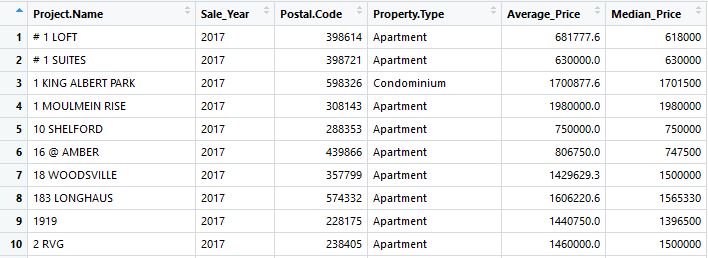 Project.Name Sale_Year Postal.Code Property.Type Average_Price Median_Price
1 # 1 LOFT 2017 398614 Apartment 681777.6 618000
2 # 1 SUITES 2017 398721 Apartment 630000.0 630000
3 1 KING ALBERT PARK 2017 598326 Condominium 1700877.6 1701500
4 1 MOULMEIN RISE 2017 308143 Apartment 1980000.0 1980000
5 10 SHELFORD 2017 288353 Apartment 750000.0 750000
6 16 @ AMBER 2017 439866 Apartment 806750.0 747500
7 18 WOODSVILLE 2017 357799 Apartment 1429629.3 1500000
8 183 LONGHAUS 2017 574332 Apartment 1606220.6 1565330
9 1919 2017 228175 Apartment 1440750.0 1396500
10 2 RVG 2017 238405 Apartment 1460000.0 1500000